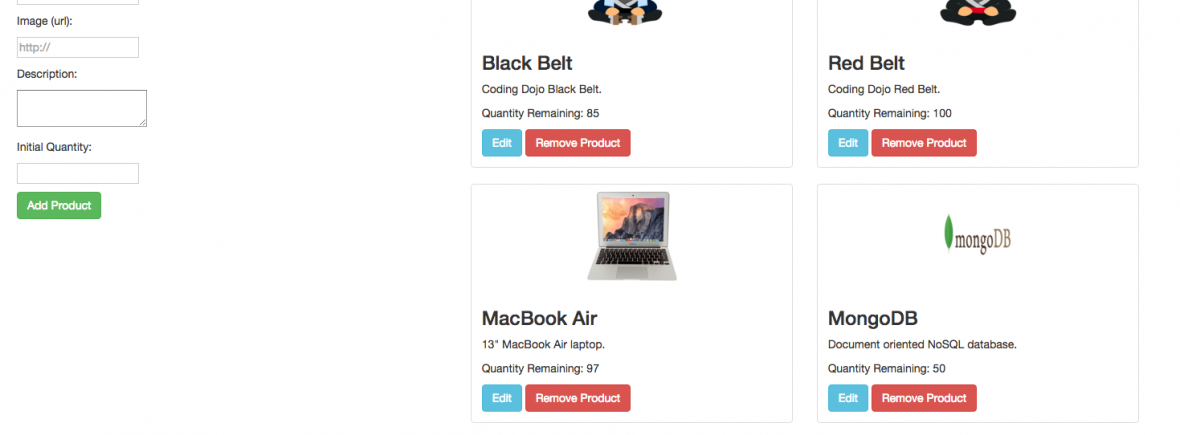 Image (url):
http://
Description:
Initial Quantity:
Add Product
Black Belt
Coding Dojo Black Belt.
Quantity Remaining: 85
Edit Remove Product
Red Belt
Coding Dojo Red Belt.
Quantity Remaining: 100
Edit Remove Product
MacBook Air
13" MacBook Air laptop.
Quantity Remaining: 97
Edit Remove Product
mongoDB
MongoDB
Document oriented NoSQL database.
Quantity Remaining: 50
Edit Remove Product